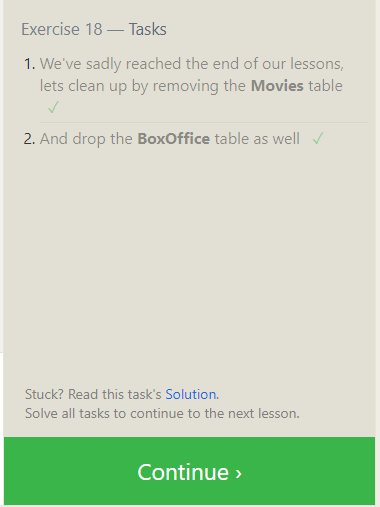 Exercise 18 — Tasks
1. We've sadly reached the end of our lessons,
lets clean up by removing the Movies table
✓
2. And drop the BoxOffice table as well ✓
Stuck? Read this task's Solution.
Solve all tasks to continue to the next lesson.
Continue ›